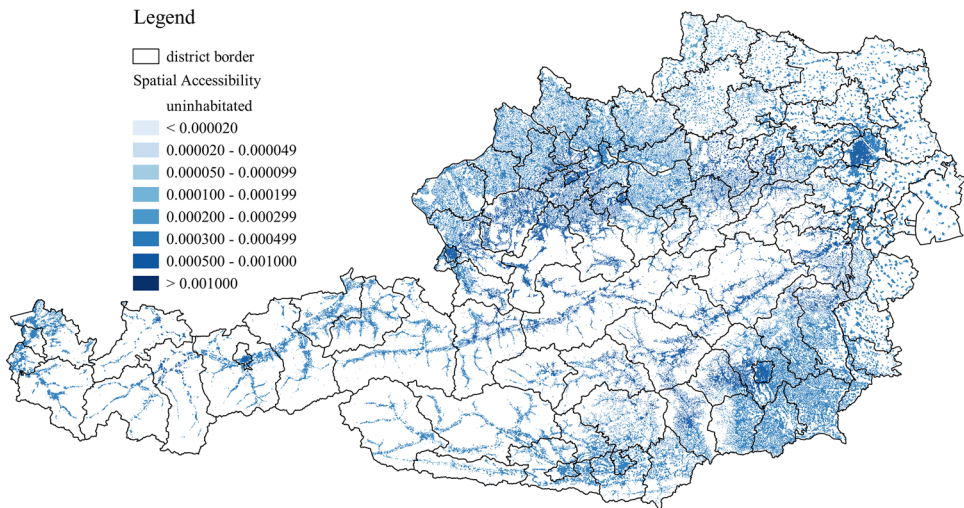 Legend
district border
Spatial Accessibility
uninhabitated
< 0.000020
0.000020 - 0.000049
0.000050 - 0.000099
0.000100 - 0.000199
0.000200 - 0.000299
0.000300 - 0.000499
0.000500 - 0.001000
> 0.001000